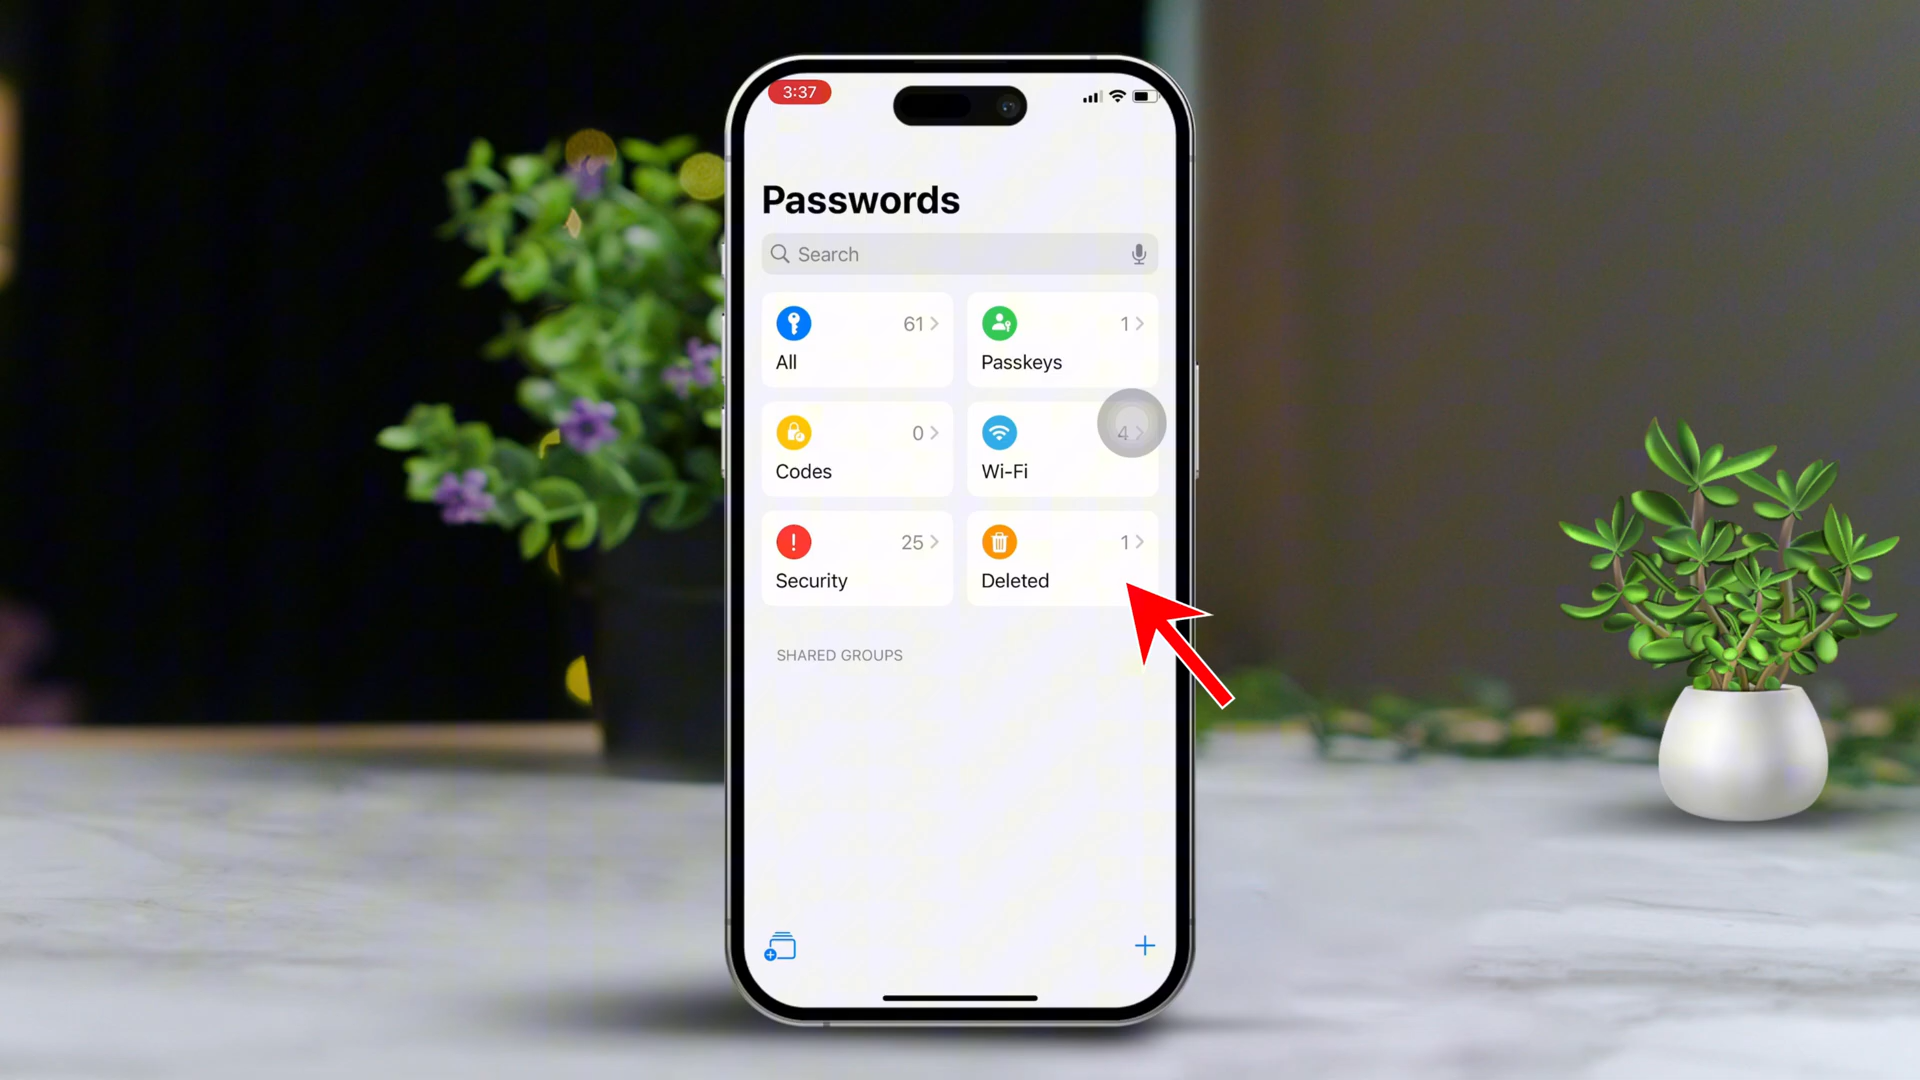 3:37
Passwords
Search
61
All
1
Passkeys
0
Codes
4
Wi-Fi
25
Security
1
Deleted
SHARED GROUPS